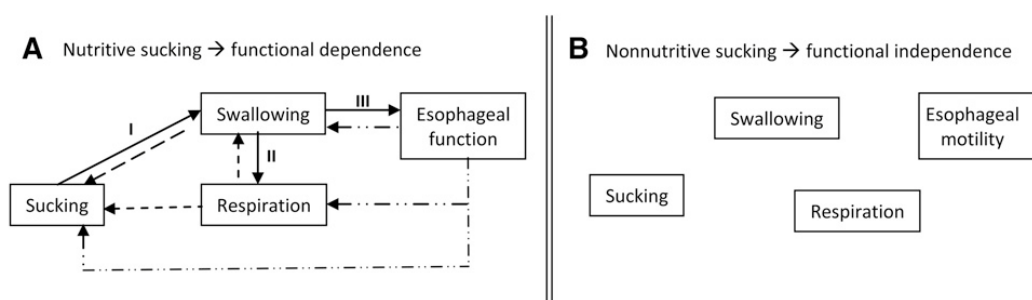 A Nutritive sucking → functional dependence
Swallowing
III
Esophageal
function
I
II
Sucking
Respiration
B Nonnutritive sucking → functional independence
Swallowing
Esophageal
motility
Sucking
Respiration